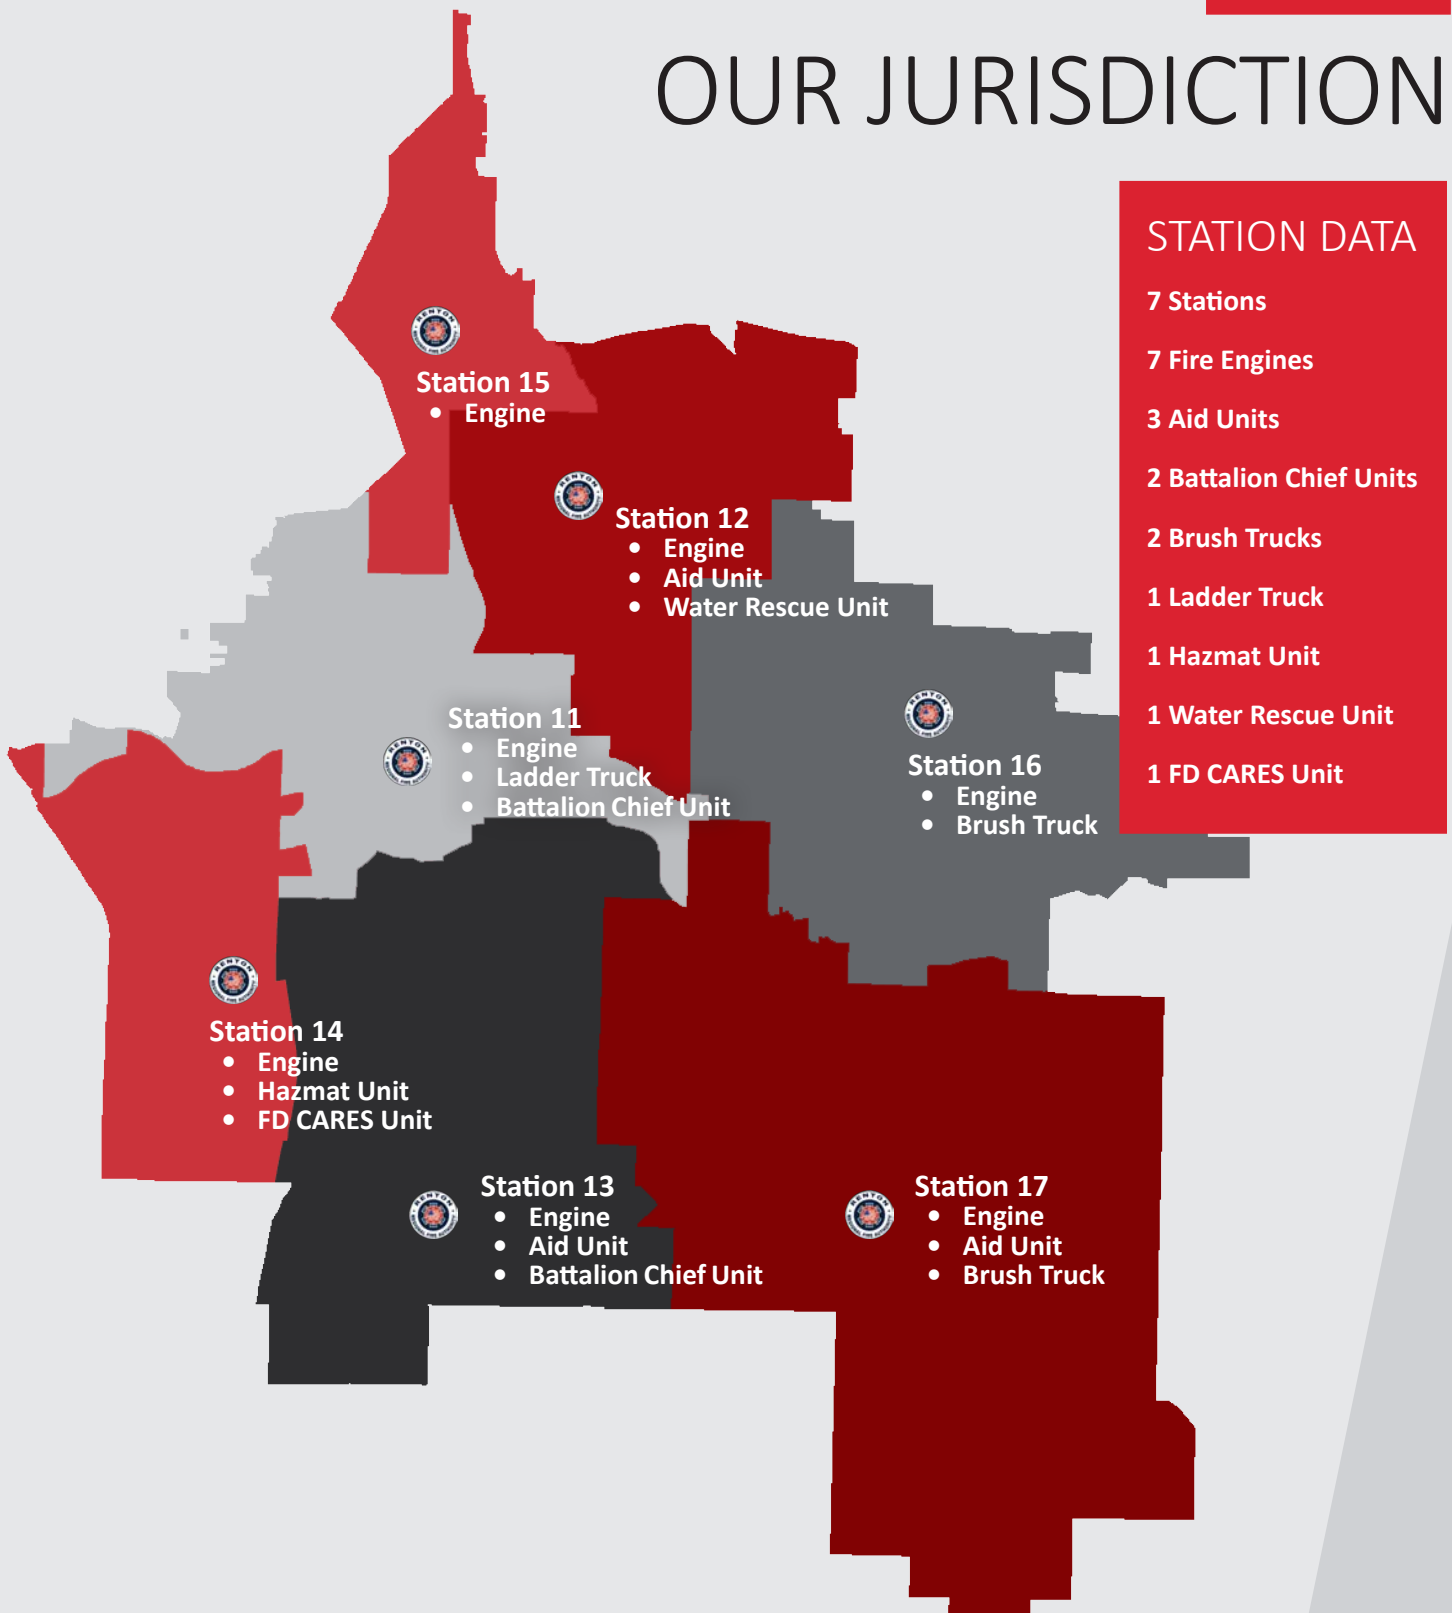 OUR JURISDICTION
STATION DATA
7 Stations
7 Fire Engines
3 Aid Units
2 Battalion Chief Units
2 Brush Trucks
1 Ladder Truck
1 Hazmat Unit
1 Water Rescue Unit
1 FD CARES Unit
Station 15
• Engine
Station 12
• Engine
• Aid Unit
• Water Rescue Unit
Station 11
• Engine
• Ladder Truck
• Battalion Chief Unit
Station 16
• Engine
• Brush Truck
Station 14
• Engine
• Hazmat Unit
• FD CARES Unit
Station 13
• Engine
• Aid Unit
• Battalion Chief Unit
Station 17
• Engine
• Aid Unit
• Brush Truck